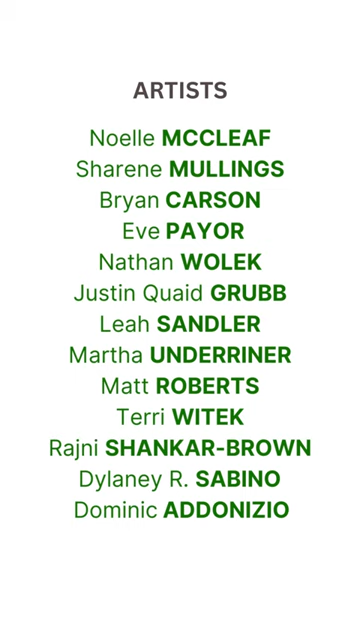 ARTISTS
Noelle MCCLEAF
Sharene MULLINGS
Bryan CARSON
Eve PAYOR
Nathan WOLEK
Justin Quaid GRUBB
Leah SANDLER
Martha UNDERRINER
Matt ROBERTS
Terri WITEK
Rajni SHANKAR-BROWN
Dylaney R. SABINO
Dominic ADDONIZIO